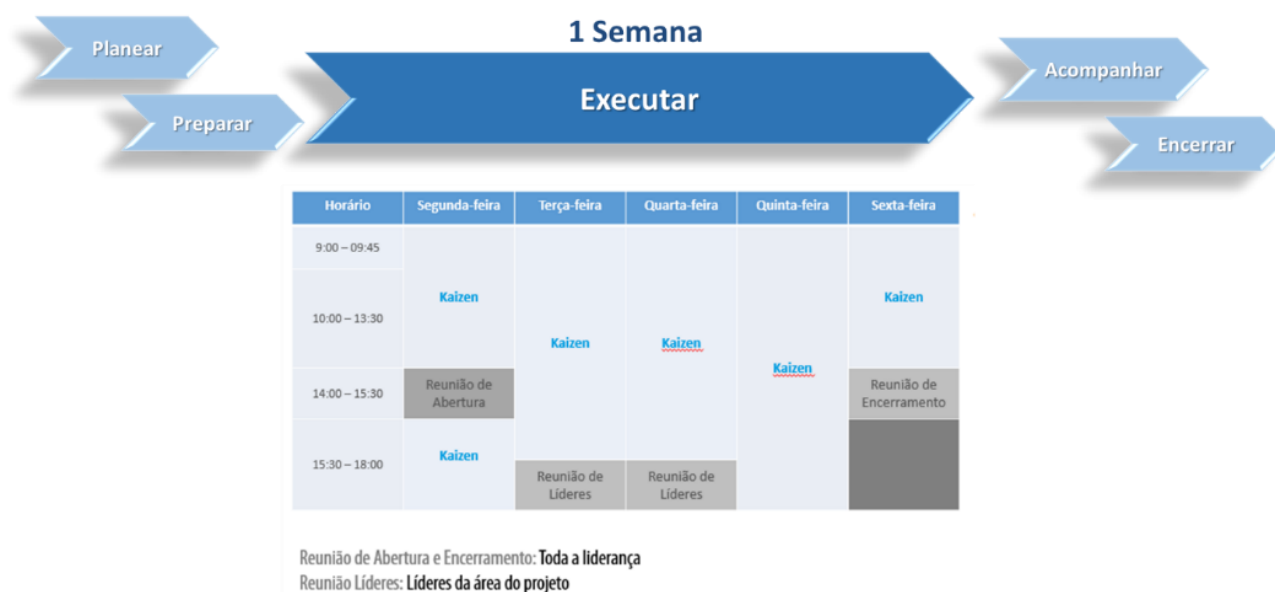 1 Semana
Planear
Preparar
Executar
Acompanhar
Encerrar
Horário Segunda-feira Terça-feira Quarta-feira Quinta-feira Sexta-feira
9:00 – 09:45
10:00 – 13:30
Kaizen
Kaizen
Kaizen
Kaizen
Kaizen
14:00 – 15:30
Reunião de
Abertura
Reunião de
Encerramento
15:30 – 18:00
Kaizen
Reunião de
Líderes
Reunião de
Líderes
Reunião de Abertura e Encerramento: Toda a liderança
Reunião Líderes: Líderes da área do projeto